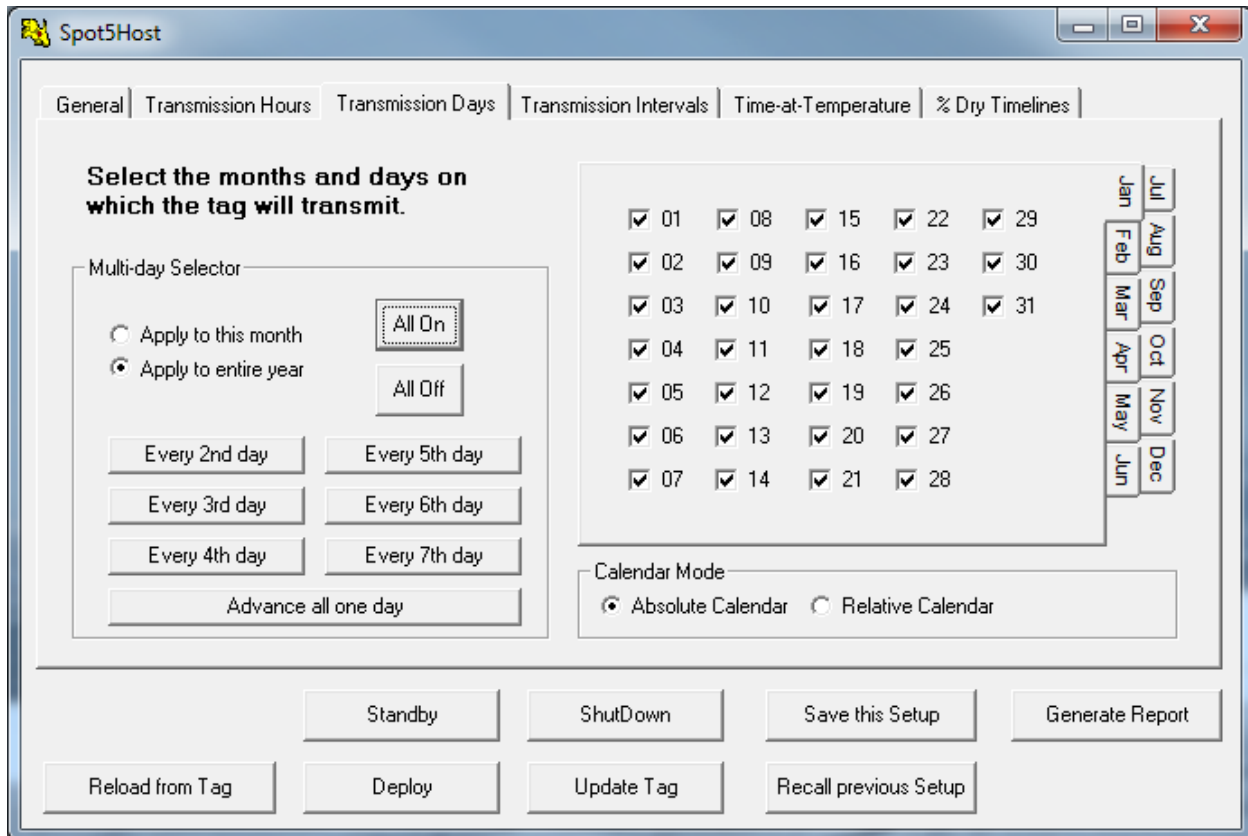 Spot5Host
General
Transmission Hours
Transmission Days
Transmission Intervals
Time-at-Temperature
% Dry Timelines
Select the months and days on
which the tag will transmit.
Multi-day Selector
Apply to this month
Apply to entire year
All On
All Off
Every 2nd day
Every 5th day
Every 3rd day
Every 6th day
Every 4th day
Every 7th day
Advance all one day
01 08 15 22 29
02 09 16 23 30
03 10 17 24 31
04 11 18 25
05 12 19 26
06 13 20 27
07 14 21 28
Jan
Feb
Mar
Apr
May
Jun
Jul
Aug
Sep
Oct
Nov
Dec
Calendar Mode
Absolute Calendar
Relative Calendar
Standby
ShutDown
Save this Setup
Generate Report
Reload from Tag
Deploy
Update Tag
Recall previous Setup